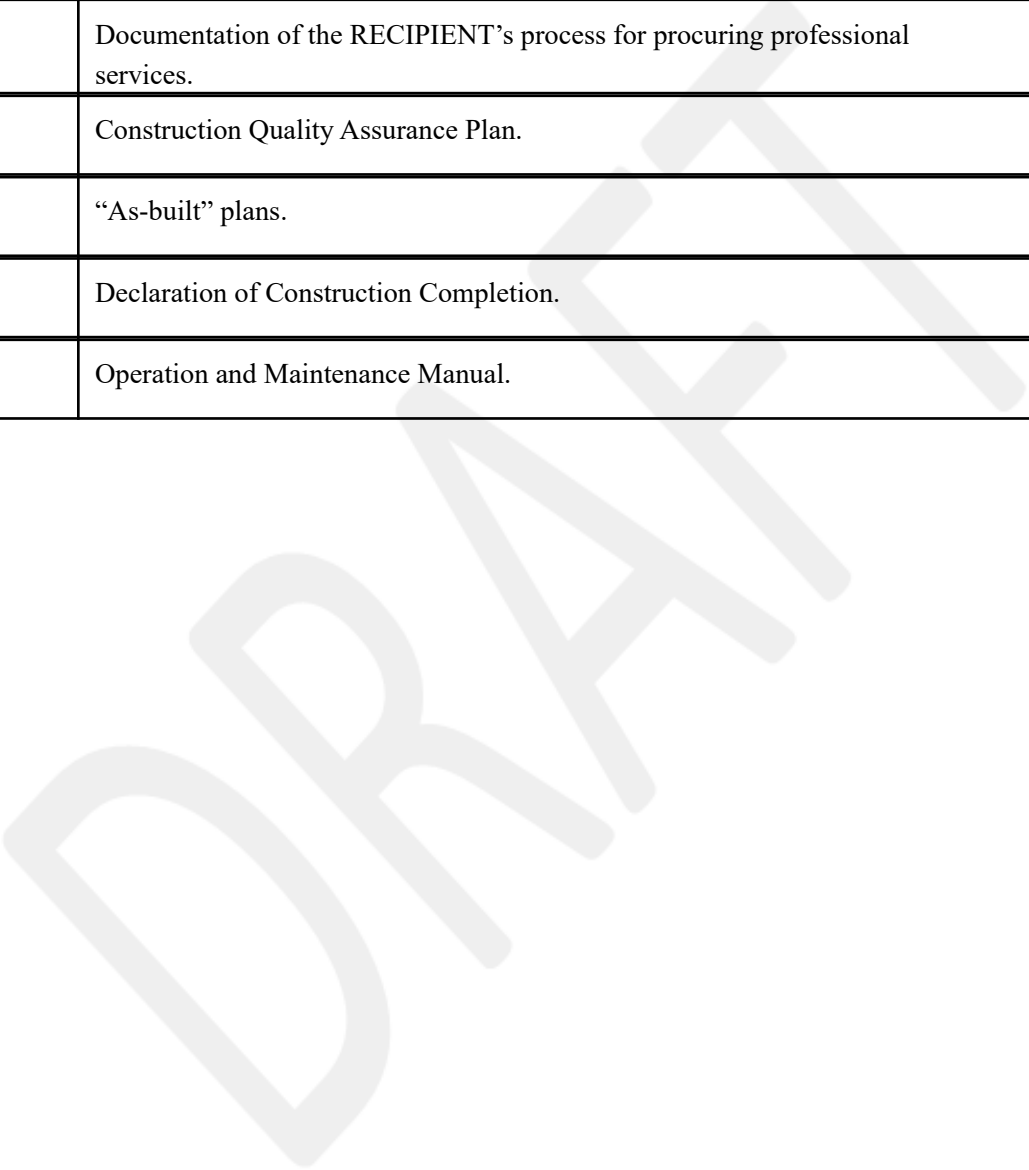 Documentation of the RECIPIENT’s process for procuring professional
services.
Construction Quality Assurance Plan.
“As-built” plans.
Declaration of Construction Completion.
Operation and Maintenance Manual.
DRAFT